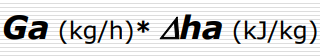 Ga (kg/h)* Δha (kJ/kg)